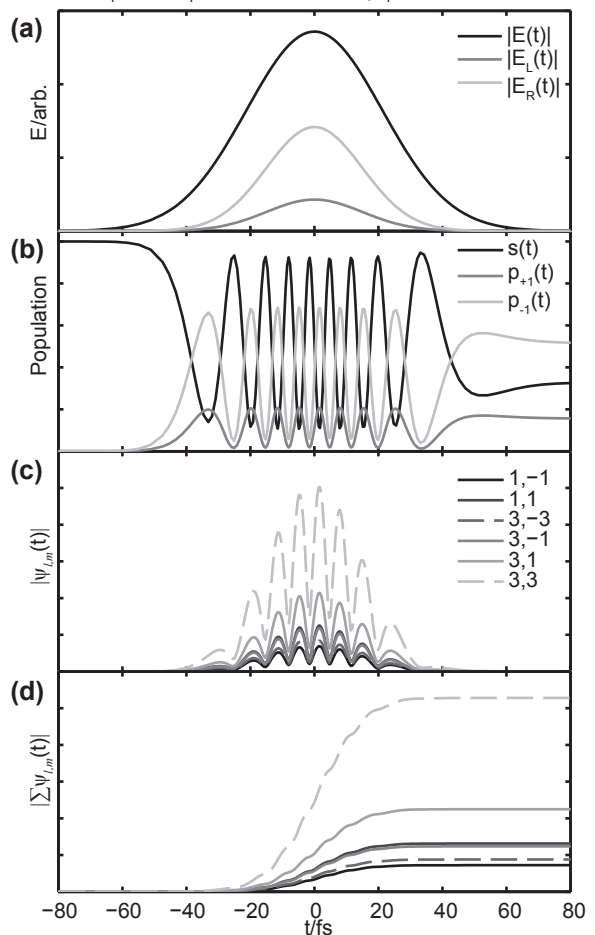 (a)
E/arb.
|E(t)|
|E_L(t)|
|E_R(t)|
(b)
Population
s(t)
p_{+1}(t)
p_{-1}(t)
(c)
|ψ_{l,m}(t)|
1,−1
1,1
3,−3
3,−1
3,1
3,3
(d)
|∑ψ_{l,m}(t)|
−80 −60 −40 −20 0 20 40 60 80
t/fs